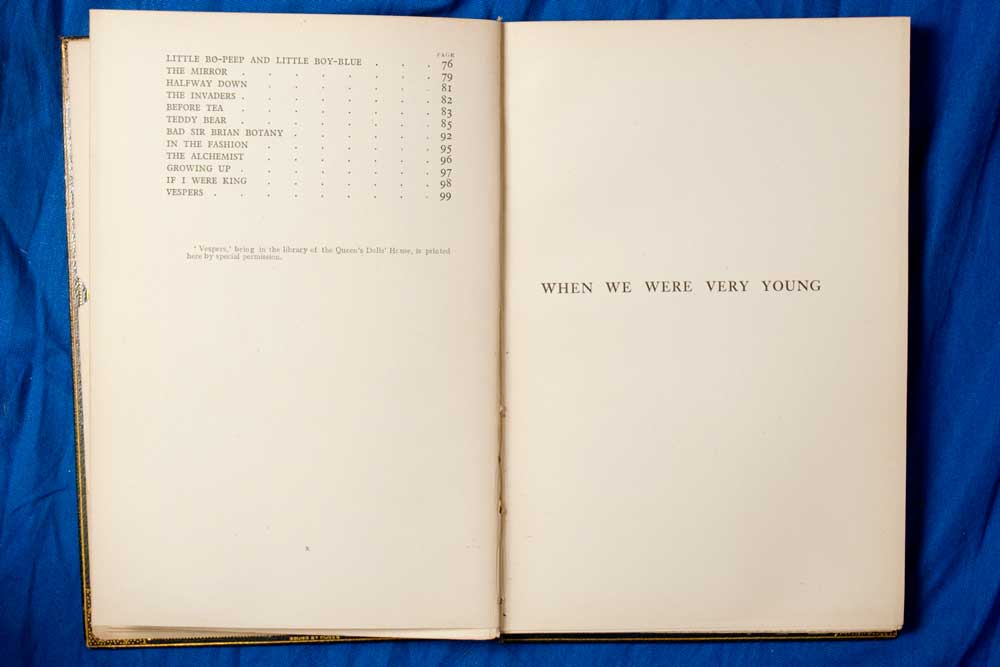 PAGE
LITTLE BO-PEEP AND LITTLE BOY-BLUE . . . 76
THE MIRROR . . . . . . . . 79
HALFWAY DOWN . . . . . . . 81
THE INVADERS . . . . . . . . 82
BEFORE TEA . . . . . . . . 83
TEDDY BEAR . . . . . . . . 85
BAD SIR BRIAN BOTANY . . . . . . 92
IN THE FASHION . . . . . . . 95
THE ALCHEMIST . . . . . . . 96
GROWING UP . . . . . . . . 97
IF I WERE KING . . . . . . . 98
VESPERS . . . . . . . . . 99
'Vespers,' being in the library of the Queen's Dolls' House, is printed
here by special permission.
x
WHEN WE WERE VERY YOUNG